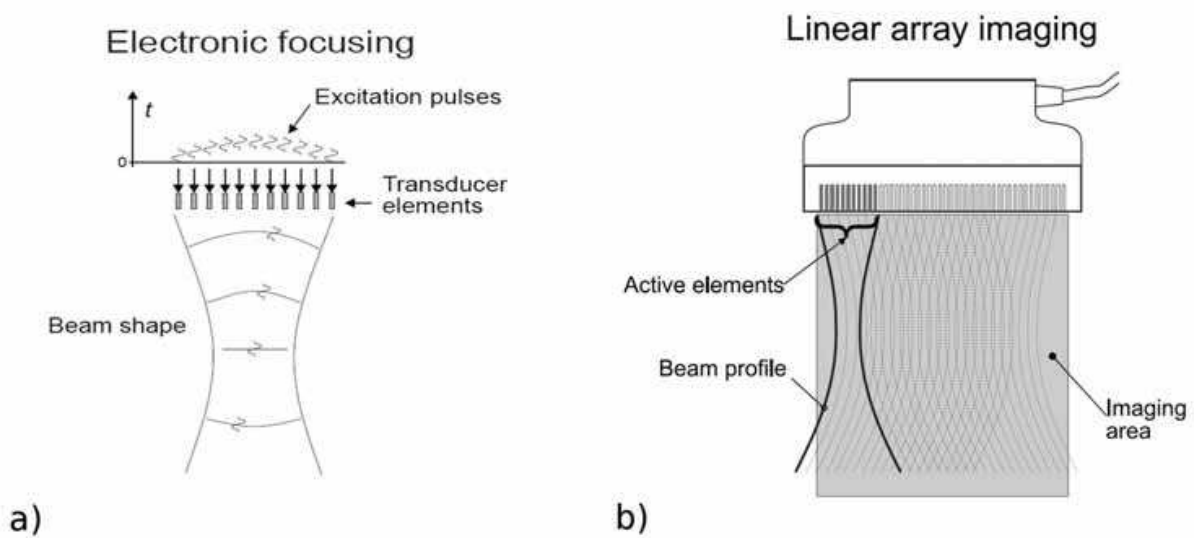 Electronic focusing
t
Excitation pulses
0
Transducer
elements
Beam shape
a)
Linear array imaging
Active elements
Beam profile
Imaging
area
b)